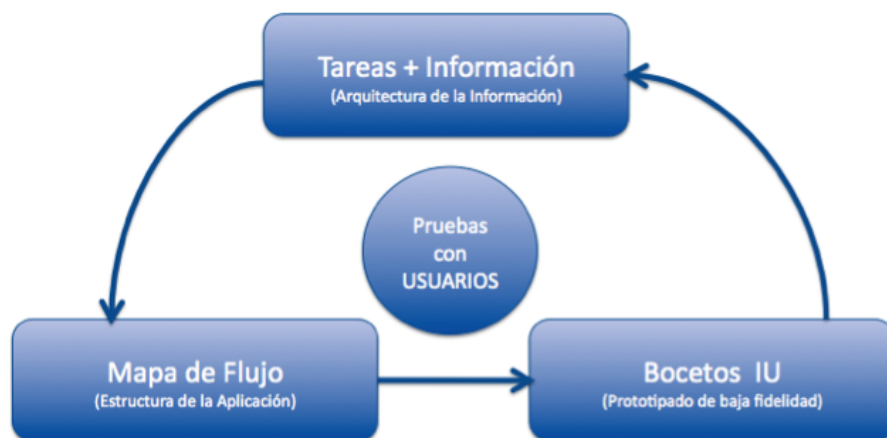 Tareas + Información
(Arquitectura de la Información)
Pruebas
con
USUARIOS
Mapa de Flujo
(Estructura de la Aplicación)
Bocetos IU
(Prototipado de baja fidelidad)